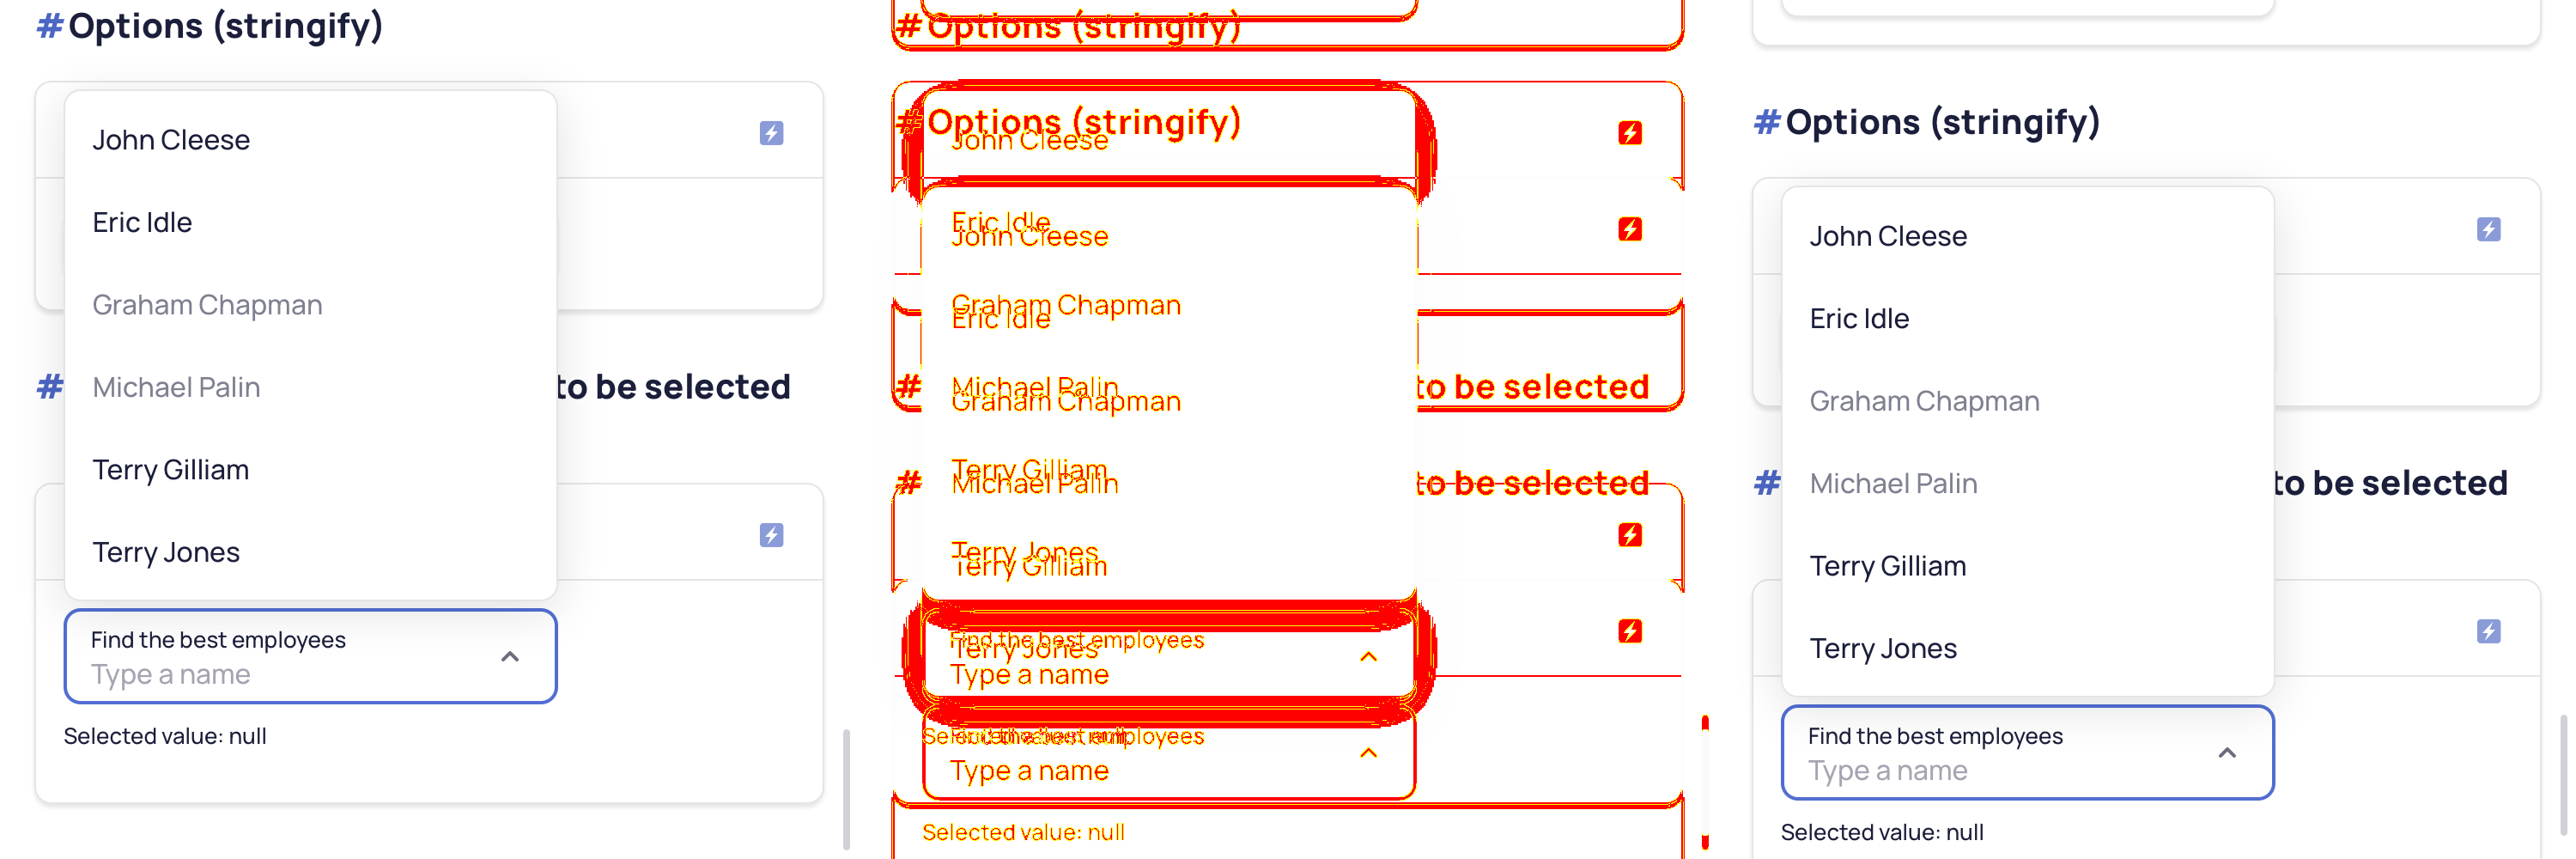 #Options (stringify)
John Cleese
Eric Idle
Graham Chapman
# Michael Palin to be selected
Terry Gilliam
Terry Jones
Find the best employees
Type a name
Selected value: null
#Options (stringify)
#Options (stringify)
John Cleese
Eric Idle
John Cleese
Graham Chapman
Eric Idle
# Michael Palin to be selected
Graham Chapman
Terry Gilliam
# Michael Palin to be selected
Terry Jones
Terry Gilliam
Find the best employees
Terry Jones
Type a name
Selected value: null
Find the best employees
Type a name
Selected value: null
#Options (stringify)
John Cleese
Eric Idle
Graham Chapman
# Michael Palin to be selected
Terry Gilliam
Terry Jones
Find the best employees
Type a name
Selected value: null